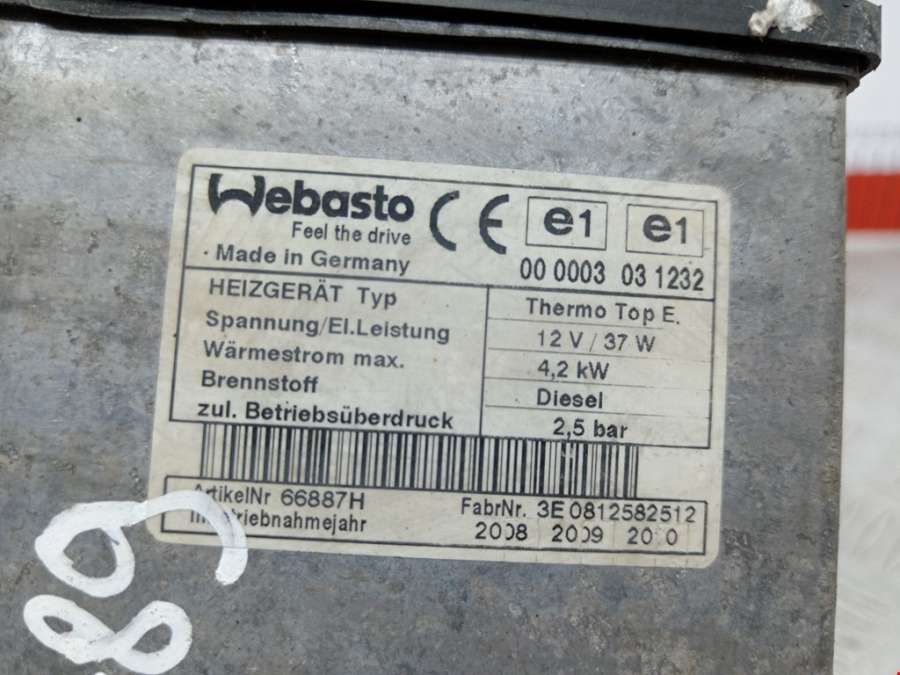 Webasto
Feel the drive
Made in Germany
CE e1 e1
00 0003 03 1232
HEIZGERÄT Typ Thermo Top E.
Spannung/El.Leistung 12 V / 37 W
Wärmestrom max. 4,2 kW
Brennstoff Diesel
zul. Betriebsüberdruck 2,5 bar
ArtikelNr 66887H FabrNr. 3E 0812582512
2008 2009 2010
89